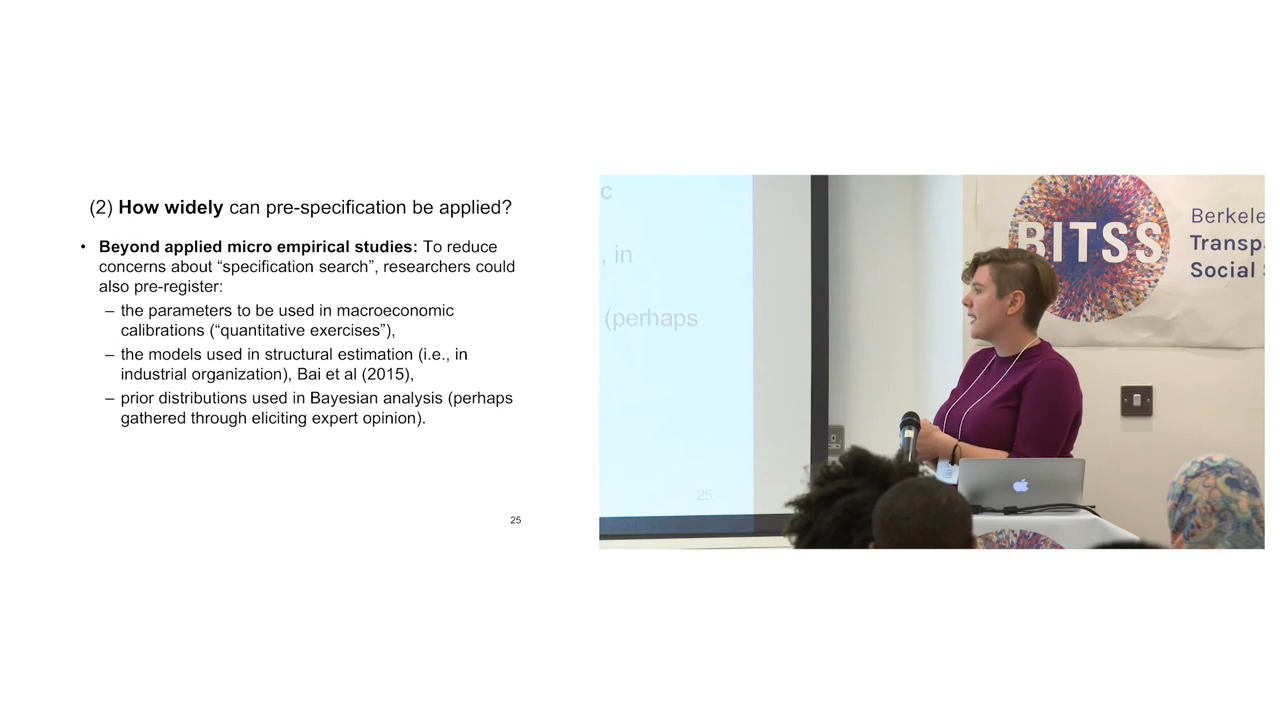 (2) How widely can pre-specification be applied?
• Beyond applied micro empirical studies: To reduce
concerns about “specification search”, researchers could
also pre-register:
– the parameters to be used in macroeconomic
calibrations (“quantitative exercises”),
– the models used in structural estimation (i.e., in
industrial organization), Bai et al (2015),
– prior distributions used in Bayesian analysis (perhaps
gathered through eliciting expert opinion).
25
c
, in
(perhaps
25
BITSS
Berkele
Transpa
Social S